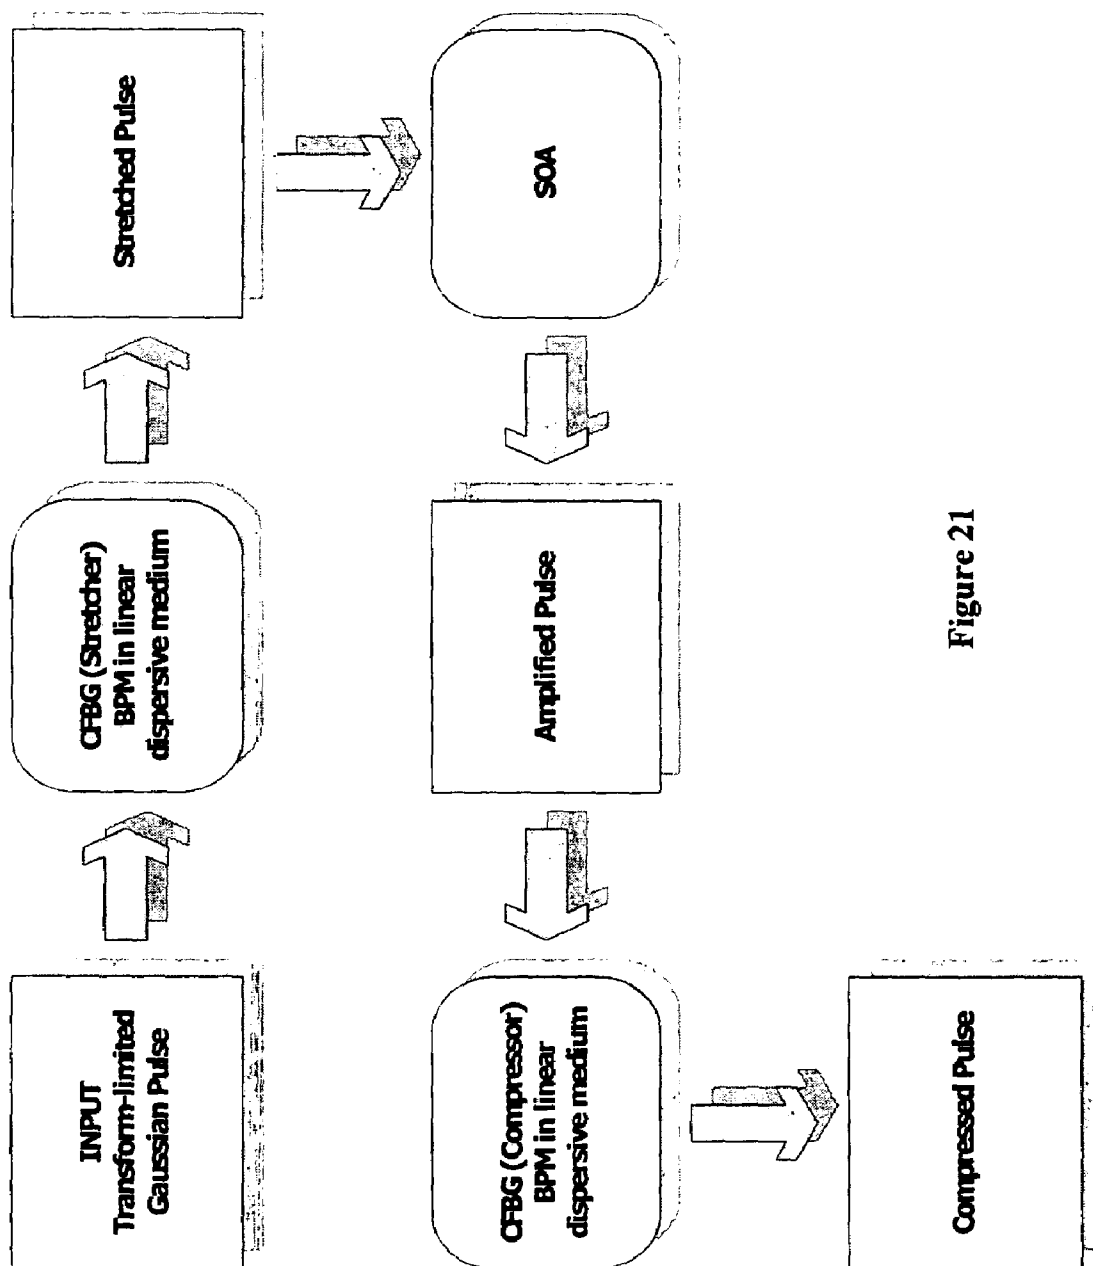 INPUT
Transform-limited
Gaussian Pulse
CFBG (Stretcher)
BPM in linear
dispersive medium
Stretched Pulse
SOA
Amplified Pulse
CFBG (Compressor)
BPM in linear
dispersive medium
Compressed Pulse
Figure 21